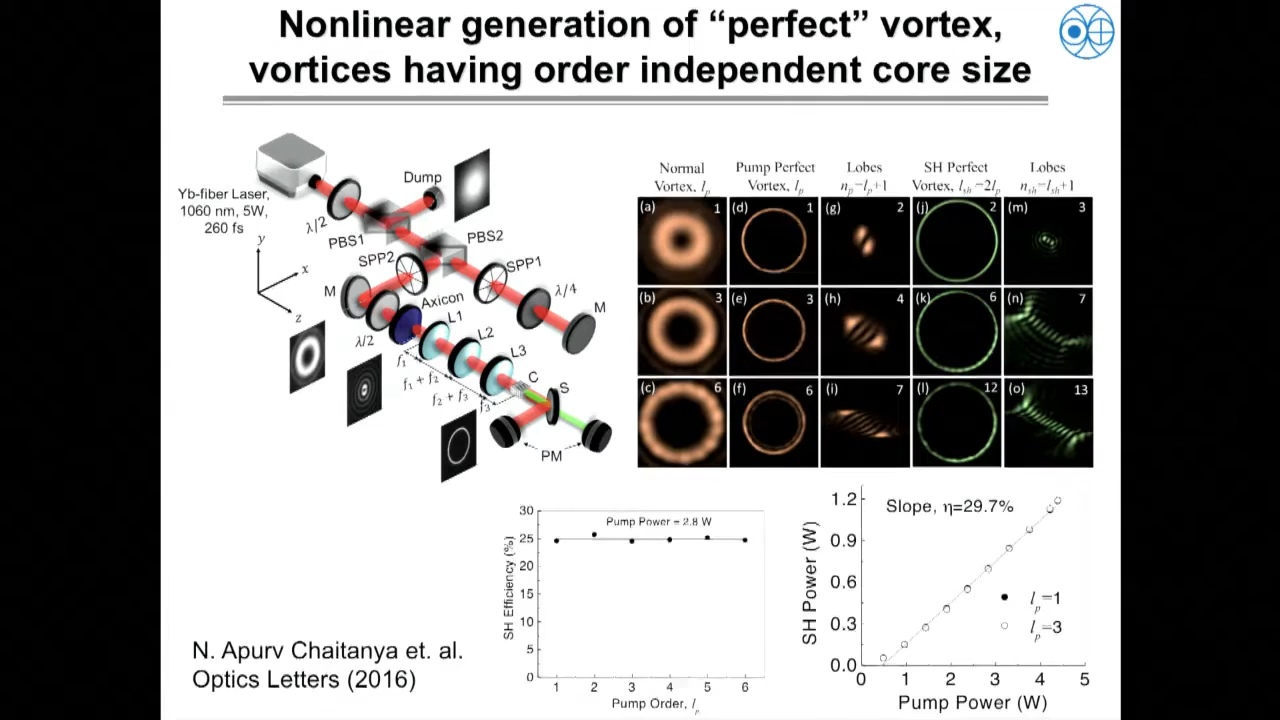 Nonlinear generation of “perfect” vortex,
vortices having order independent core size
Yb-fiber Laser,
1060 nm, 5W,
260 fs
λ/2
Dump
PBS1
PBS2
SPP2
SPP1
λ/4
M
M
λ/2
Axicon
L1
L2
L3
f1
f1 + f2
f2 + f3
f3
C
S
PM
y
x
z
Normal
Vortex, lp
Pump Perfect
Vortex, lp
Lobes
np=lp+1
SH Perfect
Vortex, lsh=2lp
Lobes
nsh=lsh+1
(a) 1 (d) 1 (g) 2 (j) 2 (m) 3
(b) 3 (e) 3 (h) 4 (k) 6 (n) 7
(c) 6 (f) 6 (i) 7 (l) 12 (o) 13
30
25
20
15
10
5
0
SH Efficiency (%)
Pump Power = 2.8 W
1 2 3 4 5 6
Pump Order, lp
1.2
0.9
0.6
0.3
0.0
SH Power (W)
Slope, η=29.7%
lp=1
lp=3
0 1 2 3 4 5
Pump Power (W)
N. Apurv Chaitanya et. al.
Optics Letters (2016)